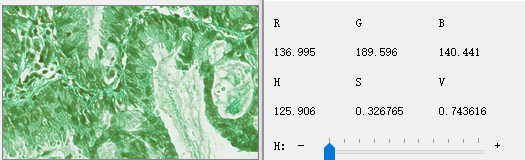 R G B
136.995 189.596 140.441
H S V
125.906 0.326765 0.743616
H: − +